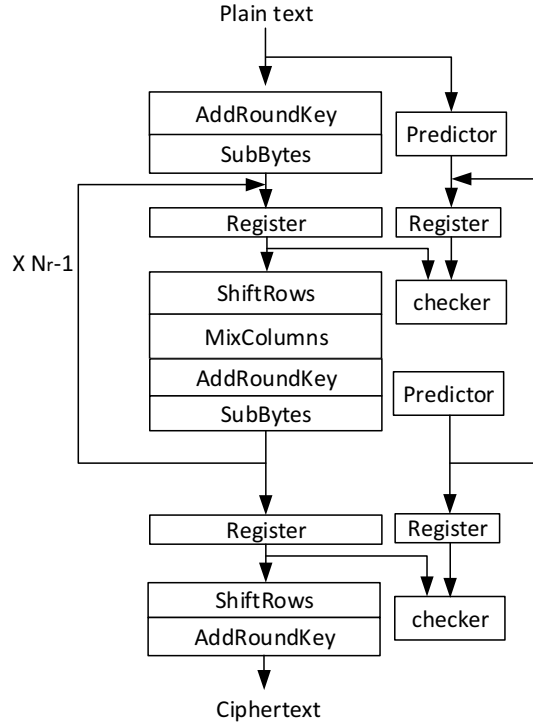 Plain text
AddRoundKey
Predictor
SubBytes
Register
Register
X Nr-1
ShiftRows
checker
MixColumns
AddRoundKey
Predictor
SubBytes
Register
Register
ShiftRows
checker
AddRoundKey
Ciphertext